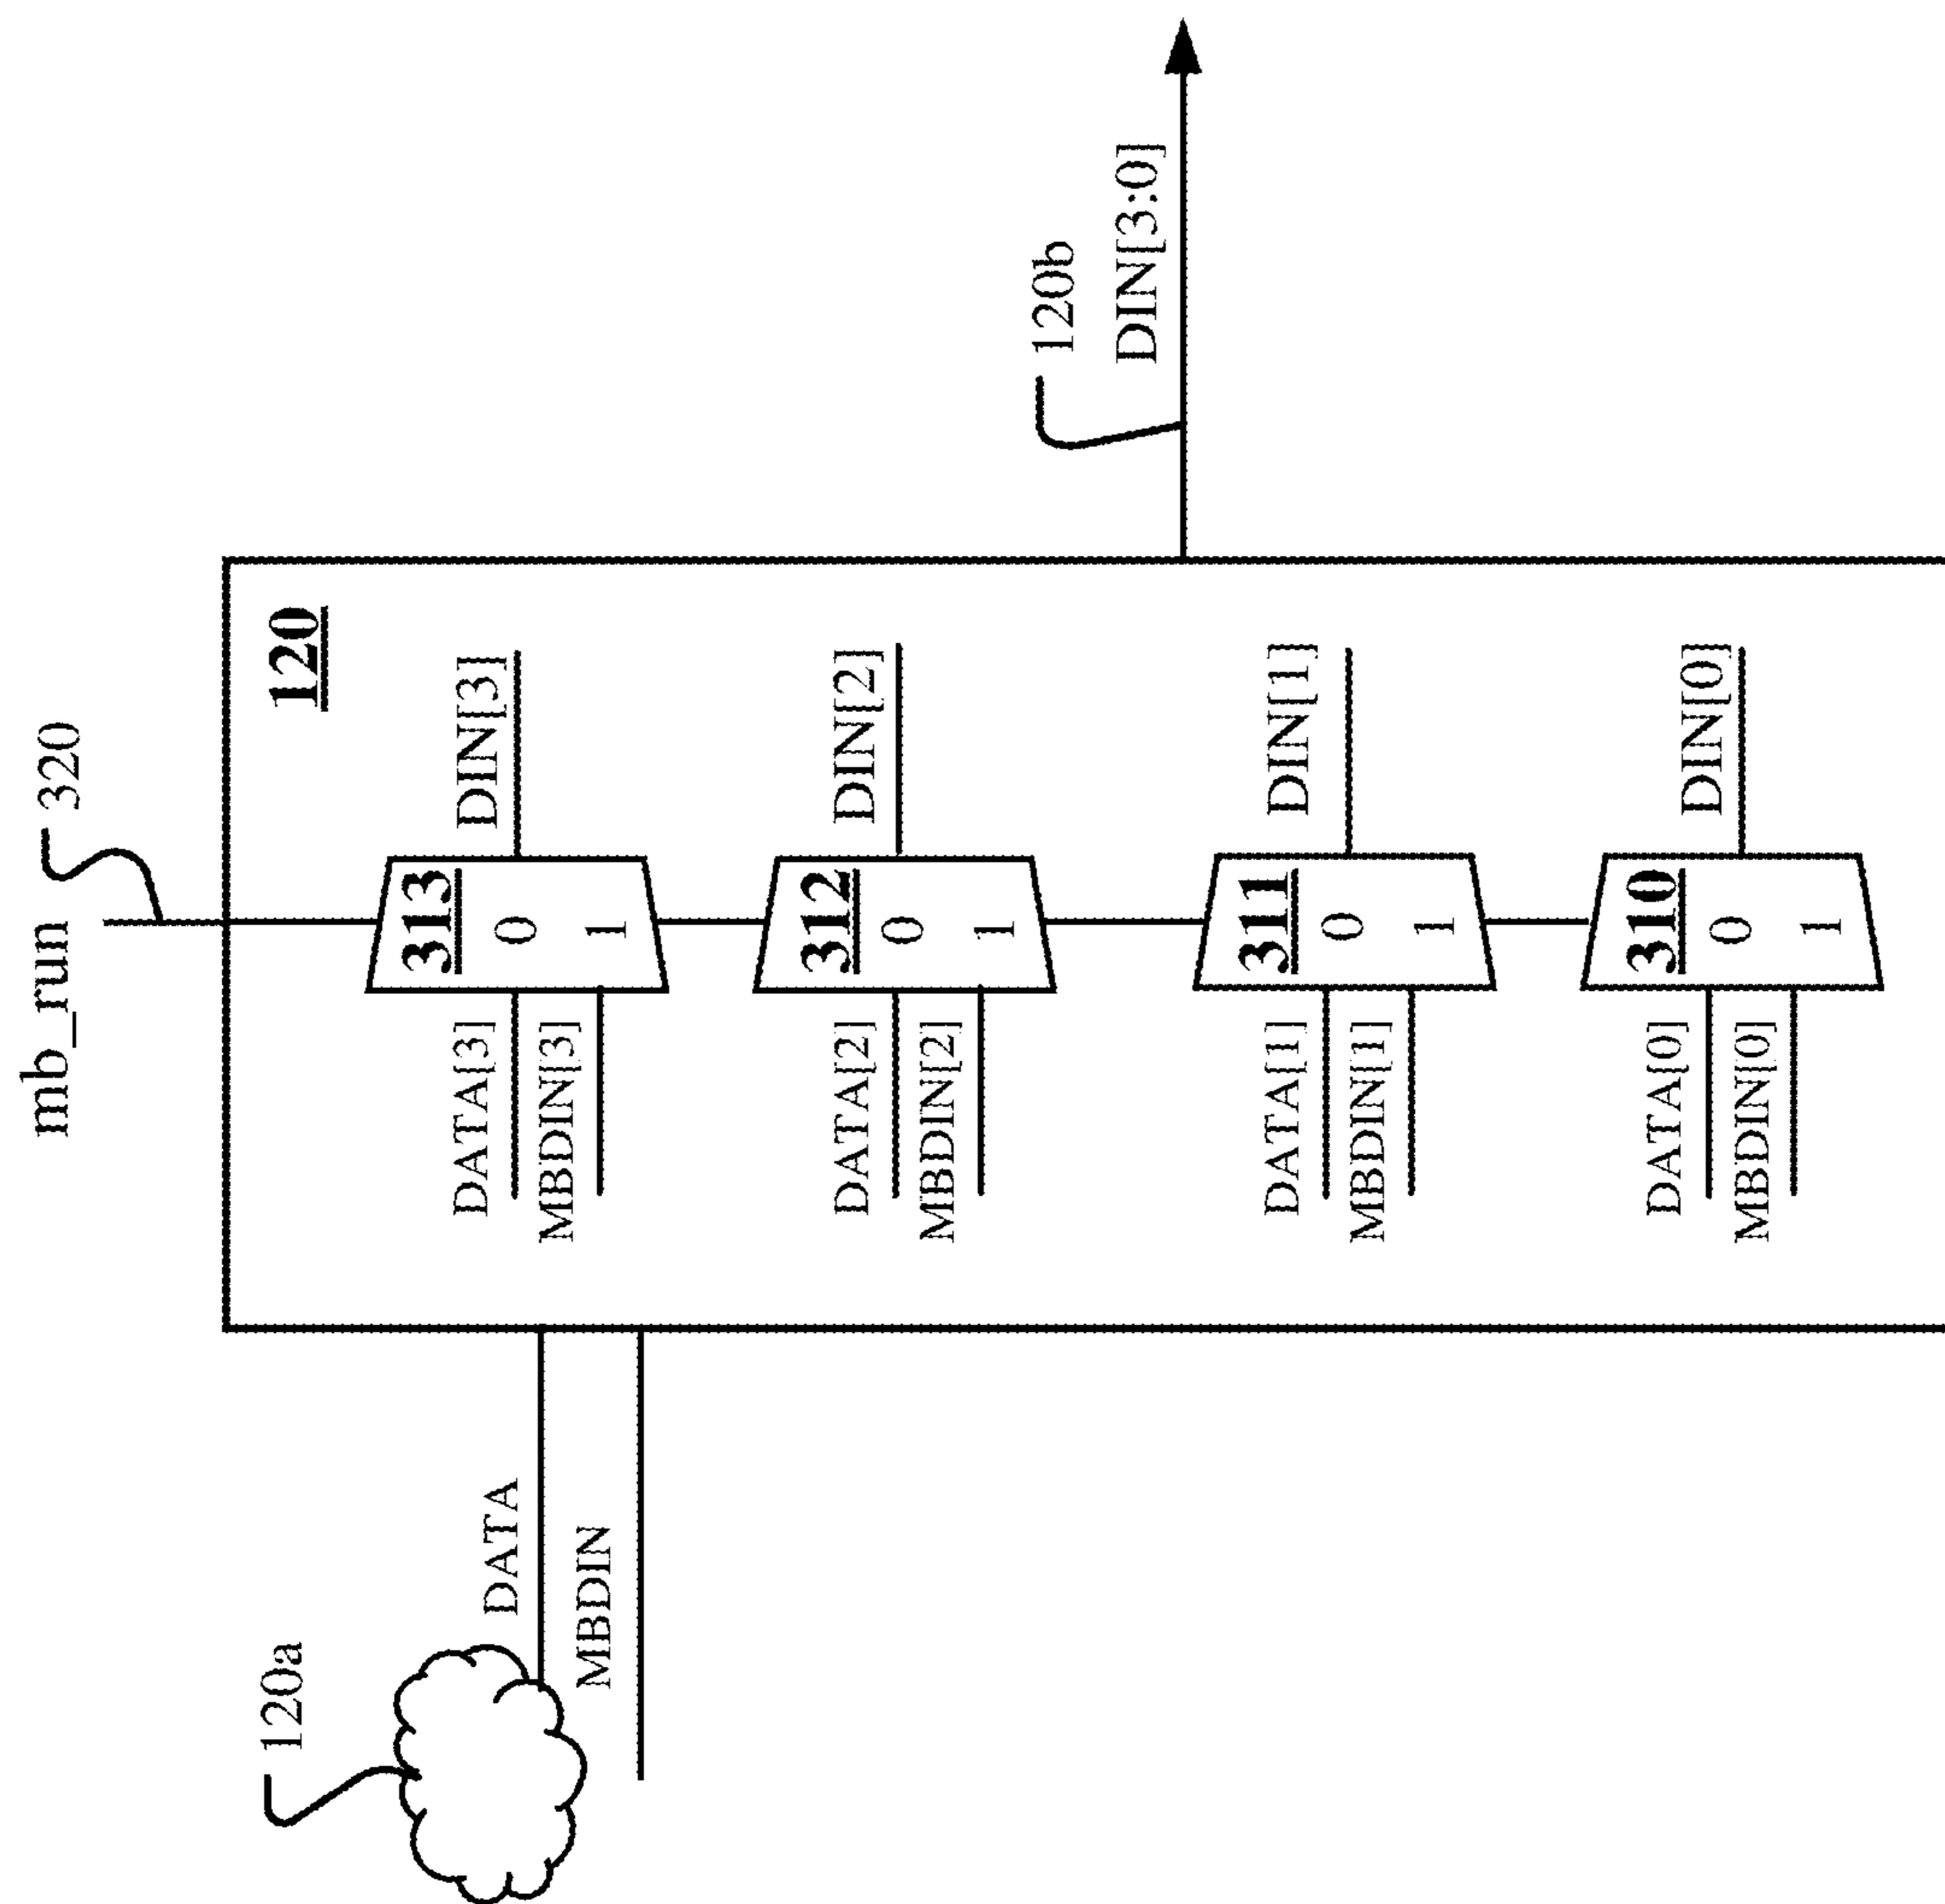 mb_run
320
120
313
0
1
DATA[3]
MBDIN[3]
DIN[3]
312
0
1
DATA[2]
MBDIN[2]
DIN[2]
311
0
1
DATA[1]
MBDIN[1]
DIN[1]
310
0
1
DATA[0]
MBDIN[0]
DIN[0]
120a
DATA
MBDIN
120b
DIN[3:0]